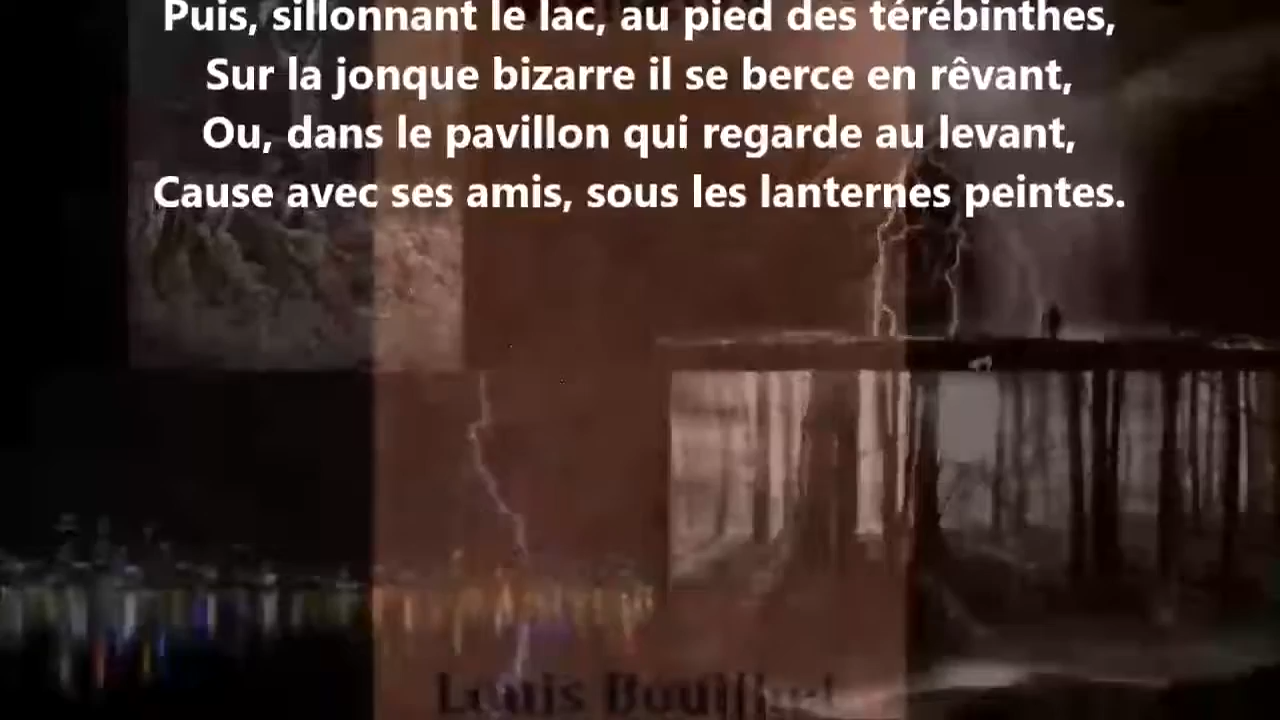 Puis, sillonnant le lac, au pied des térébinthes,
Sur la jonque bizarre il se berce en rêvant,
Ou, dans le pavillon qui regarde au levant,
Cause avec ses amis, sous les lanternes peintes.
Louis